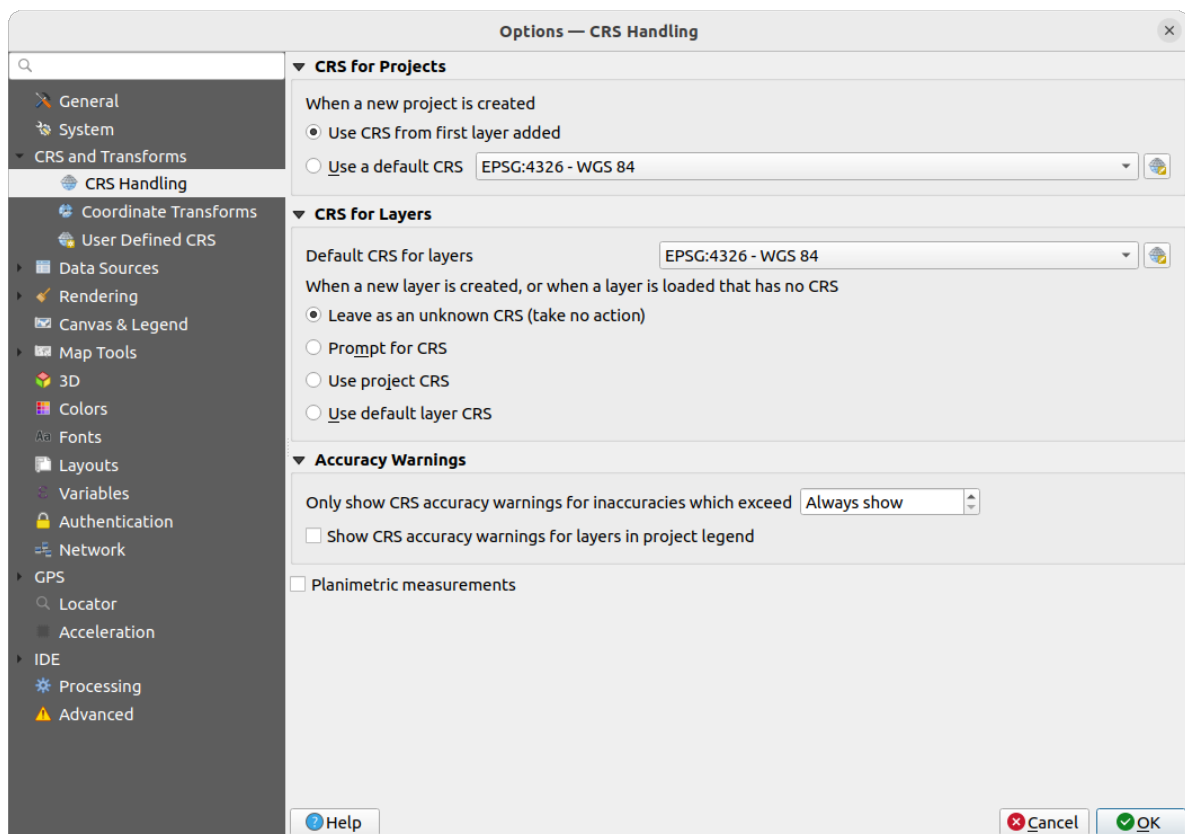 Options — CRS Handling
General
System
CRS and Transforms
CRS Handling
Coordinate Transforms
User Defined CRS
Data Sources
Rendering
Canvas & Legend
Map Tools
3D
Colors
Fonts
Layouts
Variables
Authentication
Network
GPS
Locator
Acceleration
IDE
Processing
Advanced
CRS for Projects
When a new project is created
Use CRS from first layer added
Use a default CRS EPSG:4326 - WGS 84
CRS for Layers
Default CRS for layers EPSG:4326 - WGS 84
When a new layer is created, or when a layer is loaded that has no CRS
Leave as an unknown CRS (take no action)
Prompt for CRS
Use project CRS
Use default layer CRS
Accuracy Warnings
Only show CRS accuracy warnings for inaccuracies which exceed Always show
Show CRS accuracy warnings for layers in project legend
Planimetric measurements
Help Cancel OK